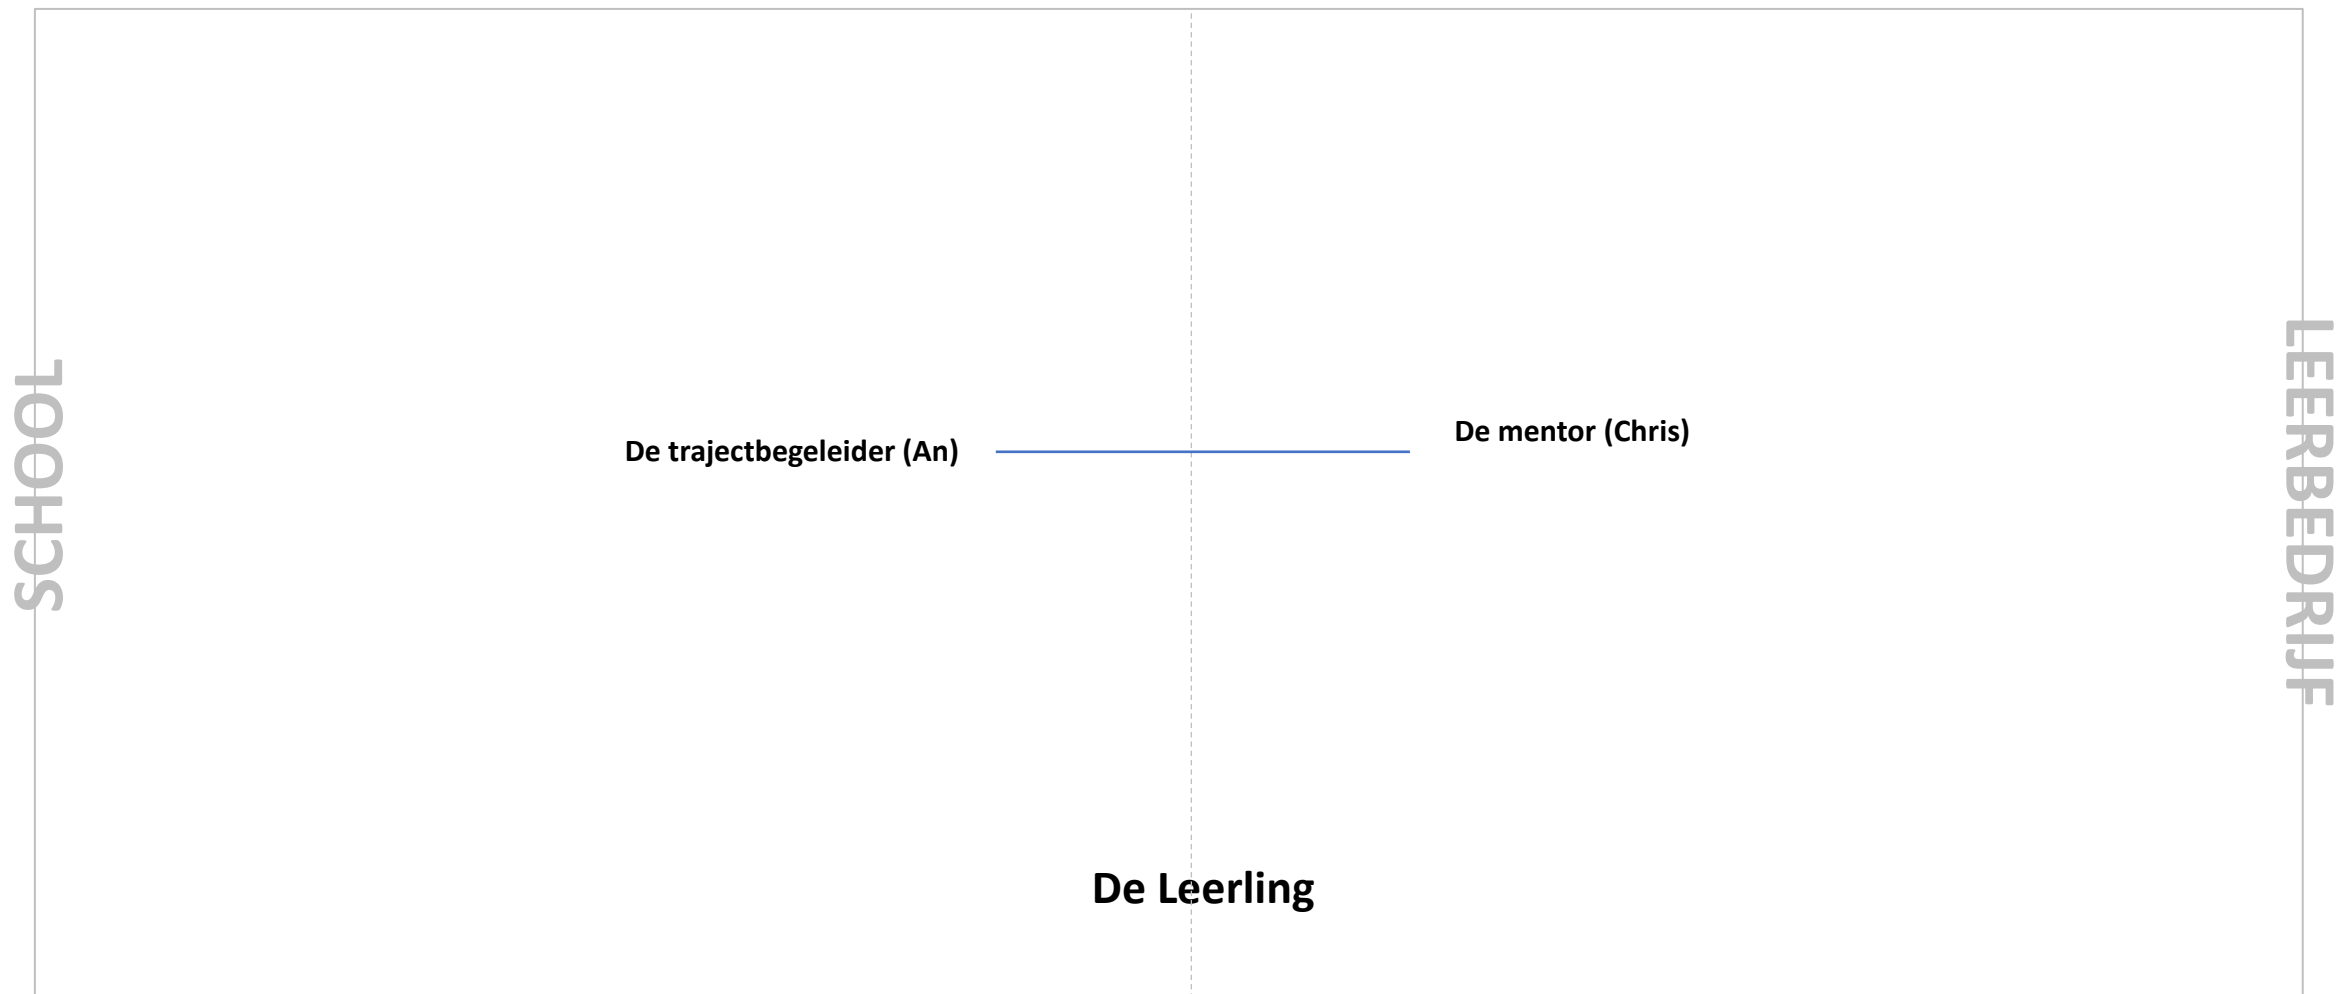 SCHOOL
De trajectbegeleider (An)
De mentor (Chris)
LEERBEDRIJF
De Leerling